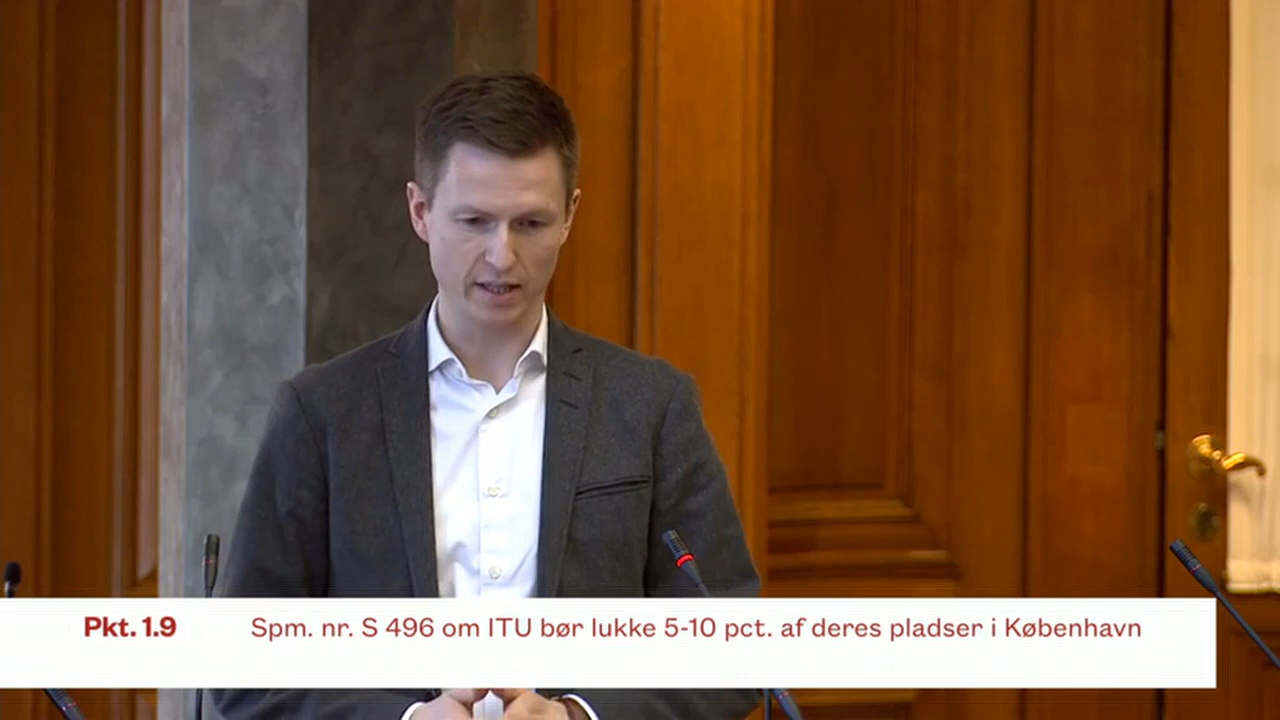 Pkt. 1.9 Spm. nr. S 496 om ITU bør lukke 5-10 pct. af deres pladser i København